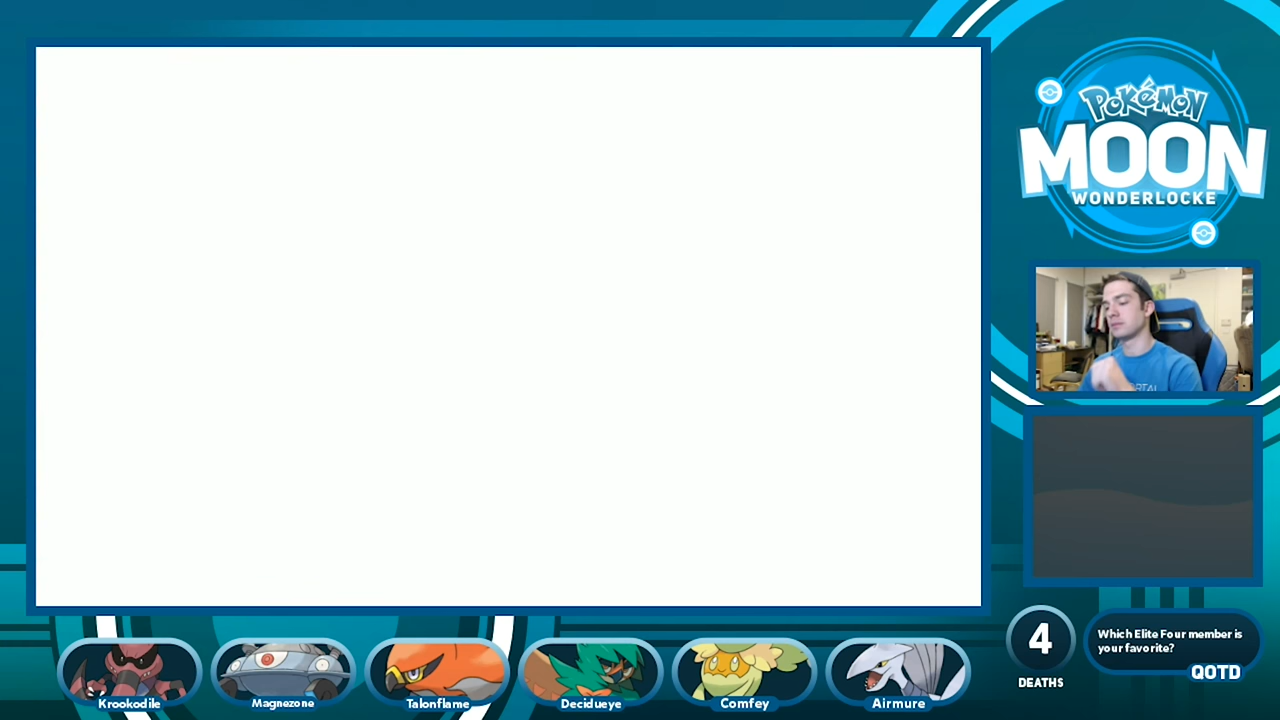 POKéMON
MOON
WONDERLOCKE
4
DEATHS
Which Elite Four member is
your favorite?
QOTD
Krookodile
Magnezone
Talonflame
Decidueye
Comfey
Airmure